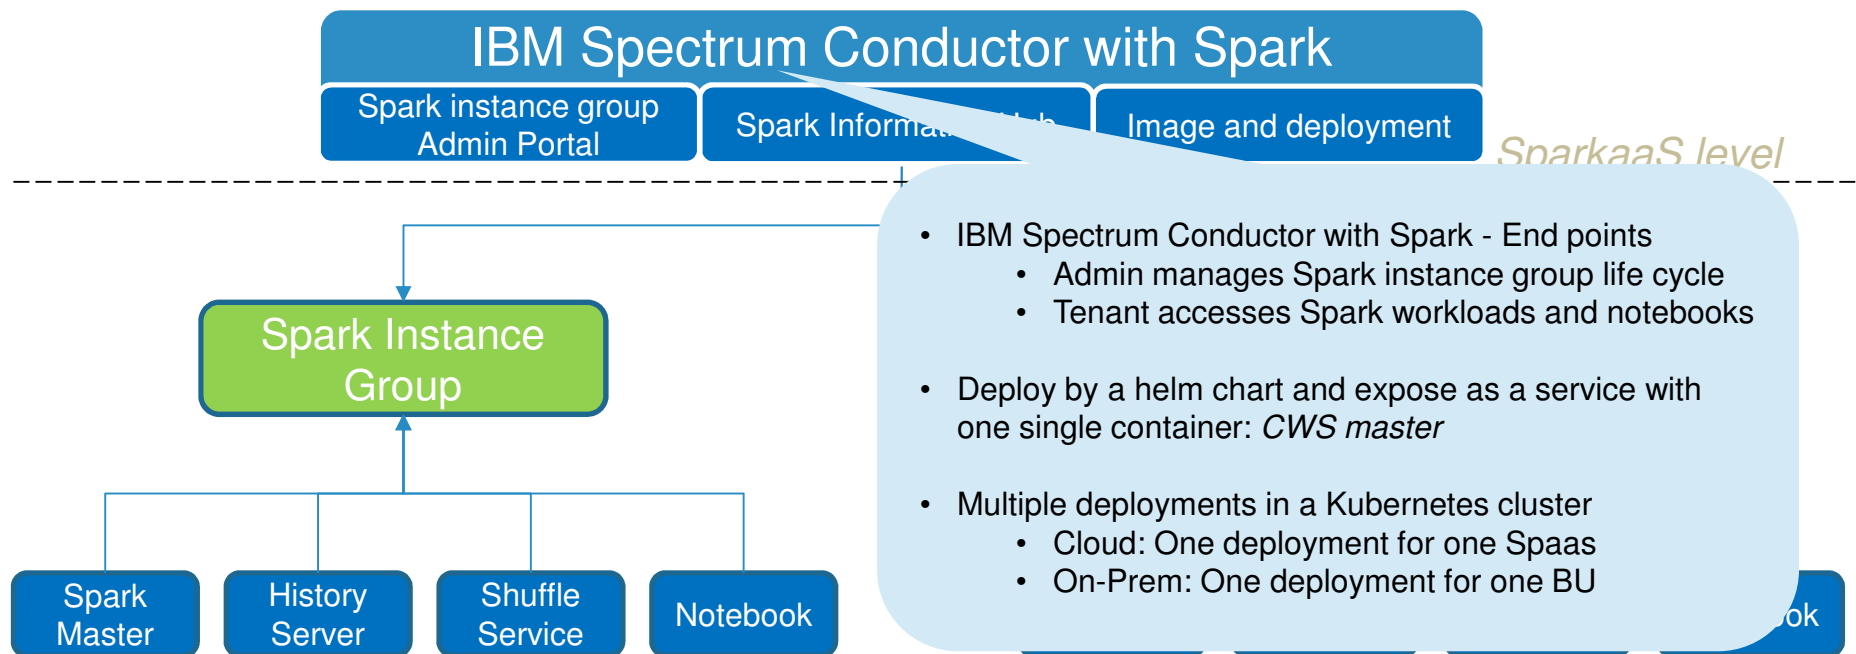 IBM Spectrum Conductor with Spark
Spark instance group
Admin Portal
Spark Information Hub
Image and deployment
SparkaaS level
• IBM Spectrum Conductor with Spark - End points
• Admin manages Spark instance group life cycle
• Tenant accesses Spark workloads and notebooks
Spark Instance
Group
• Deploy by a helm chart and expose as a service with
one single container: CWS master
• Multiple deployments in a Kubernetes cluster
• Cloud: One deployment for one Spaas
• On-Prem: One deployment for one BU
Spark
Master
History
Server
Shuffle
Service
Notebook
ok